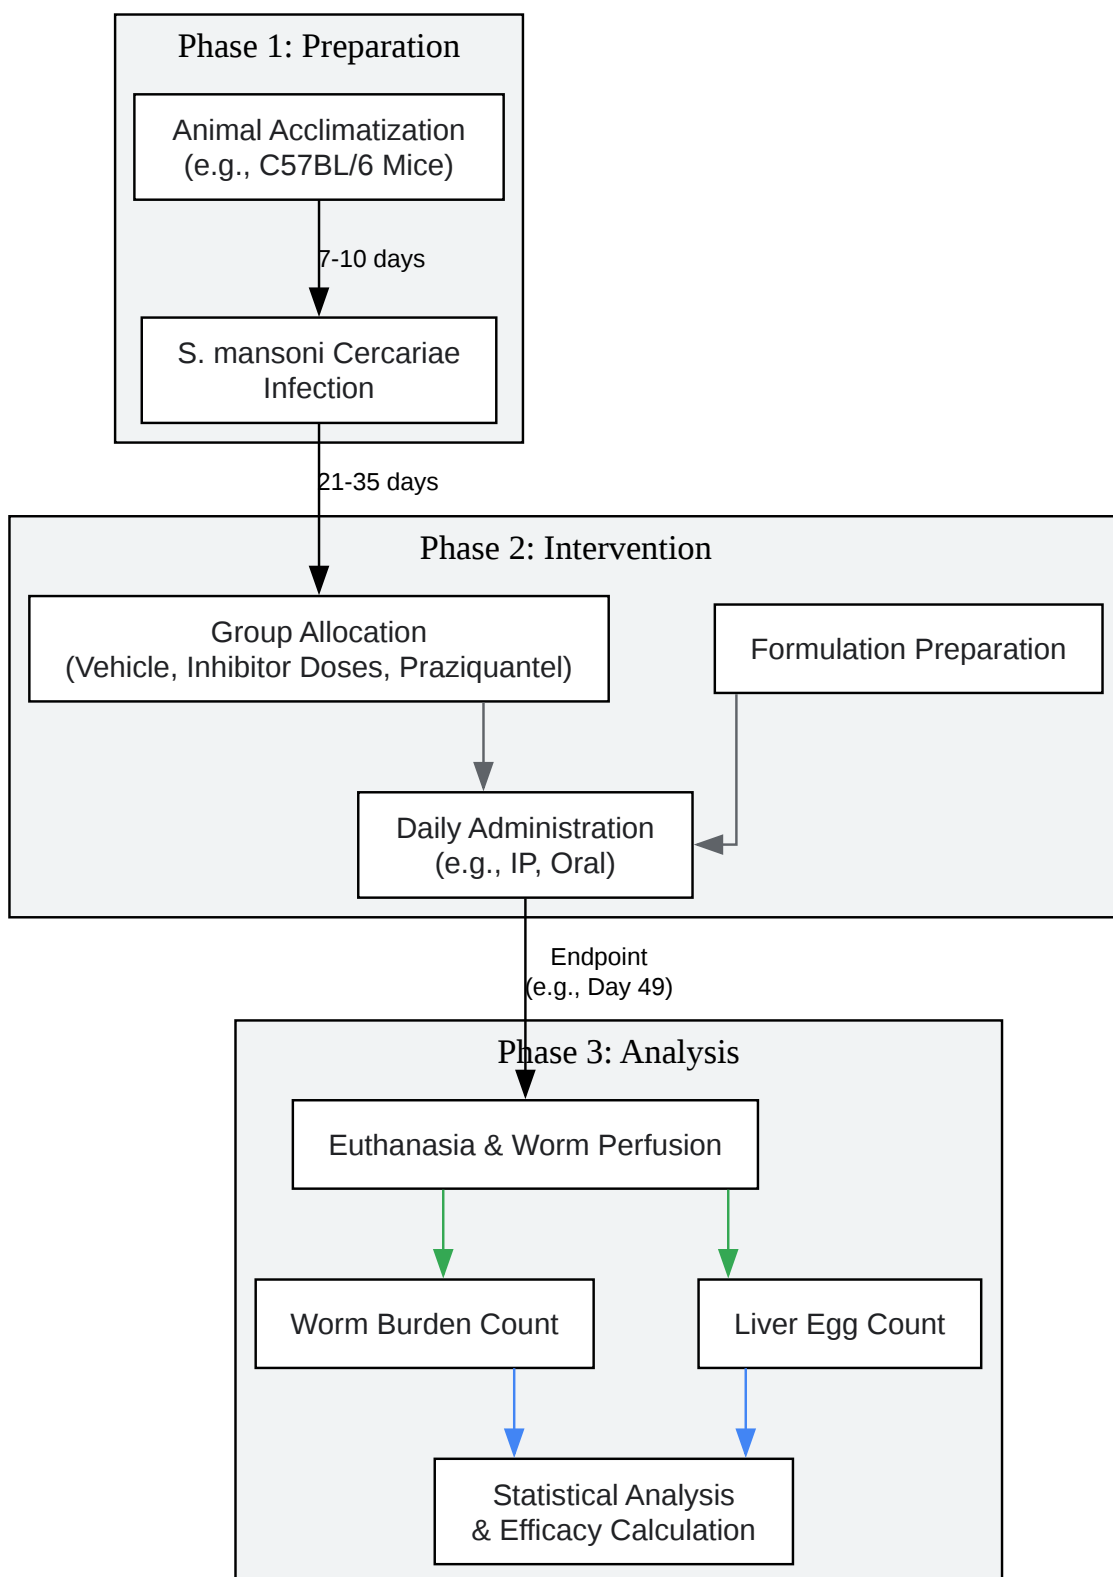 Phase 1: Preparation
Animal Acclimatization
(e.g., C57BL/6 Mice)
7-10 days
S. mansoni Cercariae
Infection
21-35 days
Phase 2: Intervention
Group Allocation
(Vehicle, Inhibitor Doses, Praziquantel)
Formulation Preparation
Daily Administration
(e.g., IP, Oral)
Endpoint
(e.g., Day 49)
Phase 3: Analysis
Euthanasia & Worm Perfusion
Worm Burden Count
Liver Egg Count
Statistical Analysis
& Efficacy Calculation